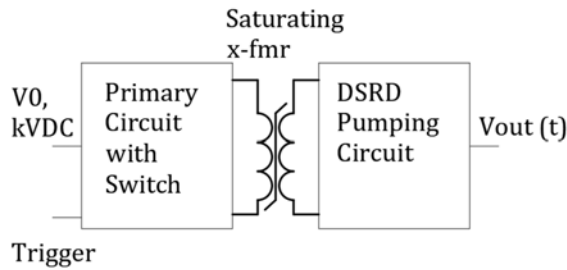 Saturating
x-fmr
V0,
kVDC
Primary
Circuit
with
Switch
DSRD
Pumping
Circuit
Vout (t)
Trigger